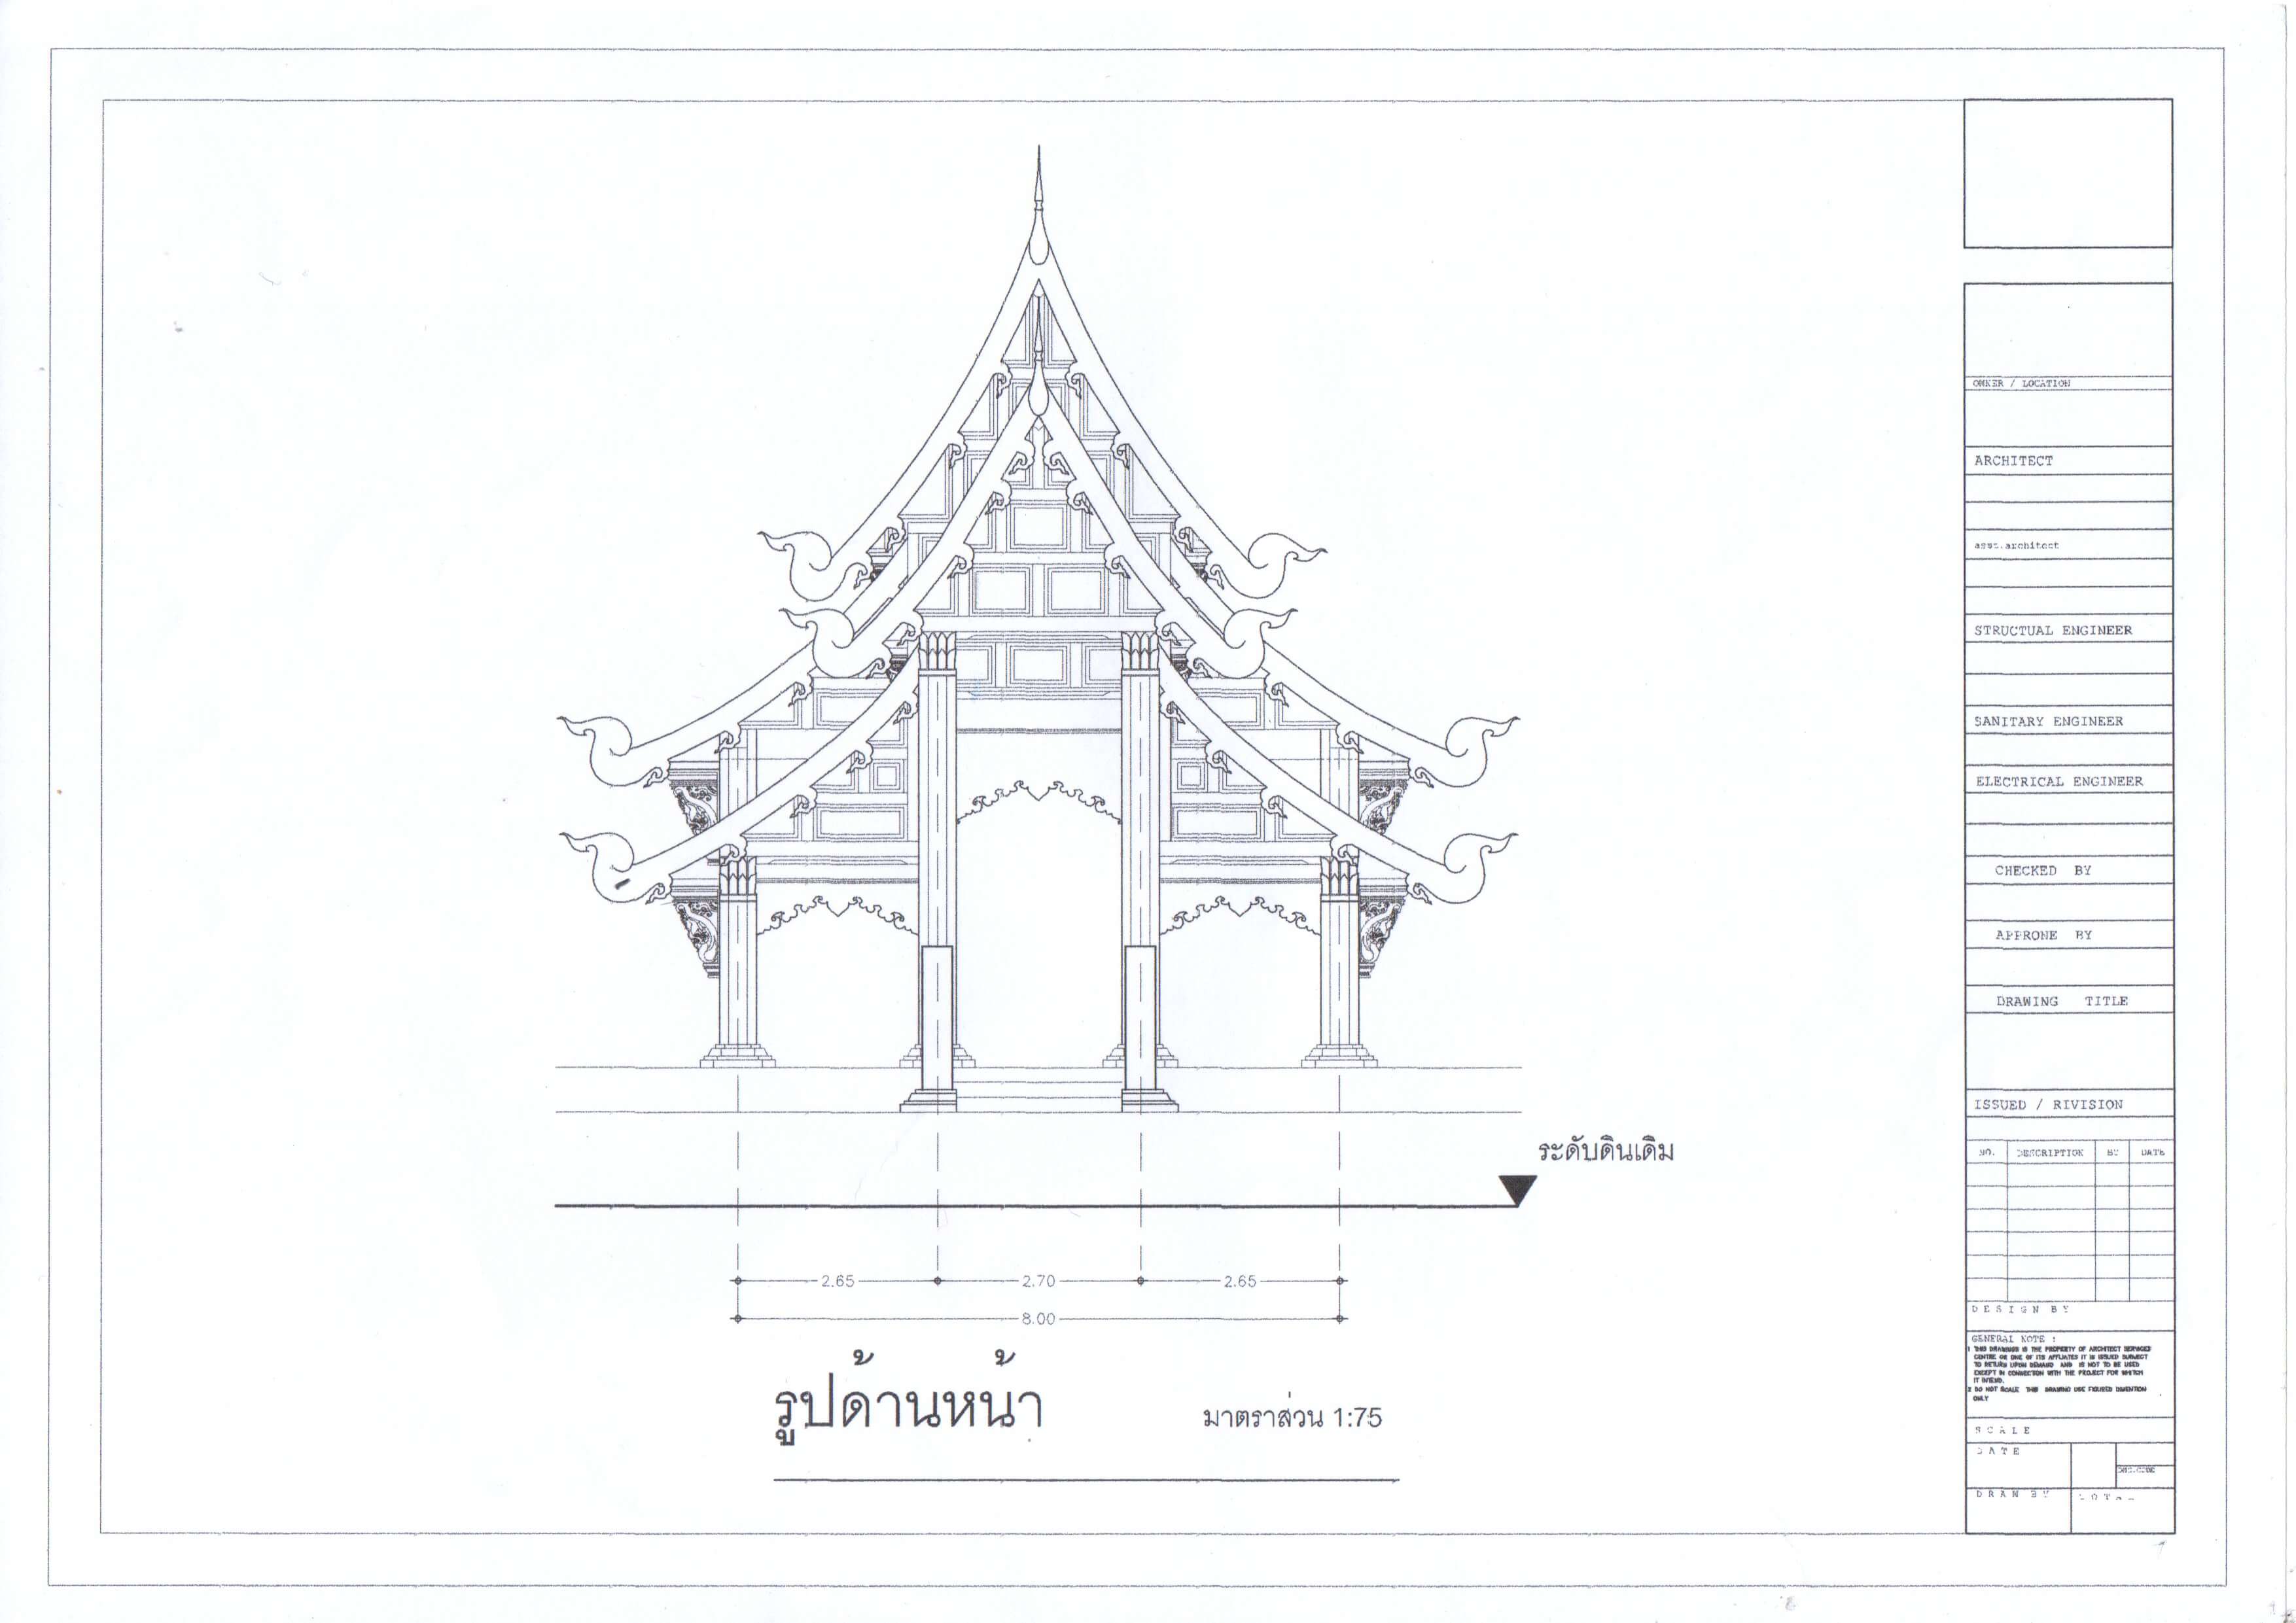 ระดับดินเดิม
2.65 2.70 2.65
8.00
รูปด้านหน้า
มาตราส่วน 1:75
OWNER / LOCATION
ARCHITECT
asst.architect
STRUCTUAL ENGINEER
SANITARY ENGINEER
ELECTRICAL ENGINEER
CHECKED BY
APPRONE BY
DRAWING TITLE
ISSUED / RIVISION
NO. DESCRIPTION BY DATE
DESIGN BY
GENERAL NOTE :
1 THIS DRAWINGS IS THE PROPERTY OF ARCHITECT SERVICES
CENTRE OR ONE OF ITS AFFLIATES IT IS ISSUED SUBJECT
TO RETURN UPON DEMAND AND IS NOT TO BE USED
EXCEPT IN CONNECTION WITH THE PROJECT FOR WHICH
IT INTEND.
2 DO NOT SCALE THIS DRAWING USE FIGURED DIMENTION
ONLY
SCALE
DATE
DWG.CODE
DRAN BY